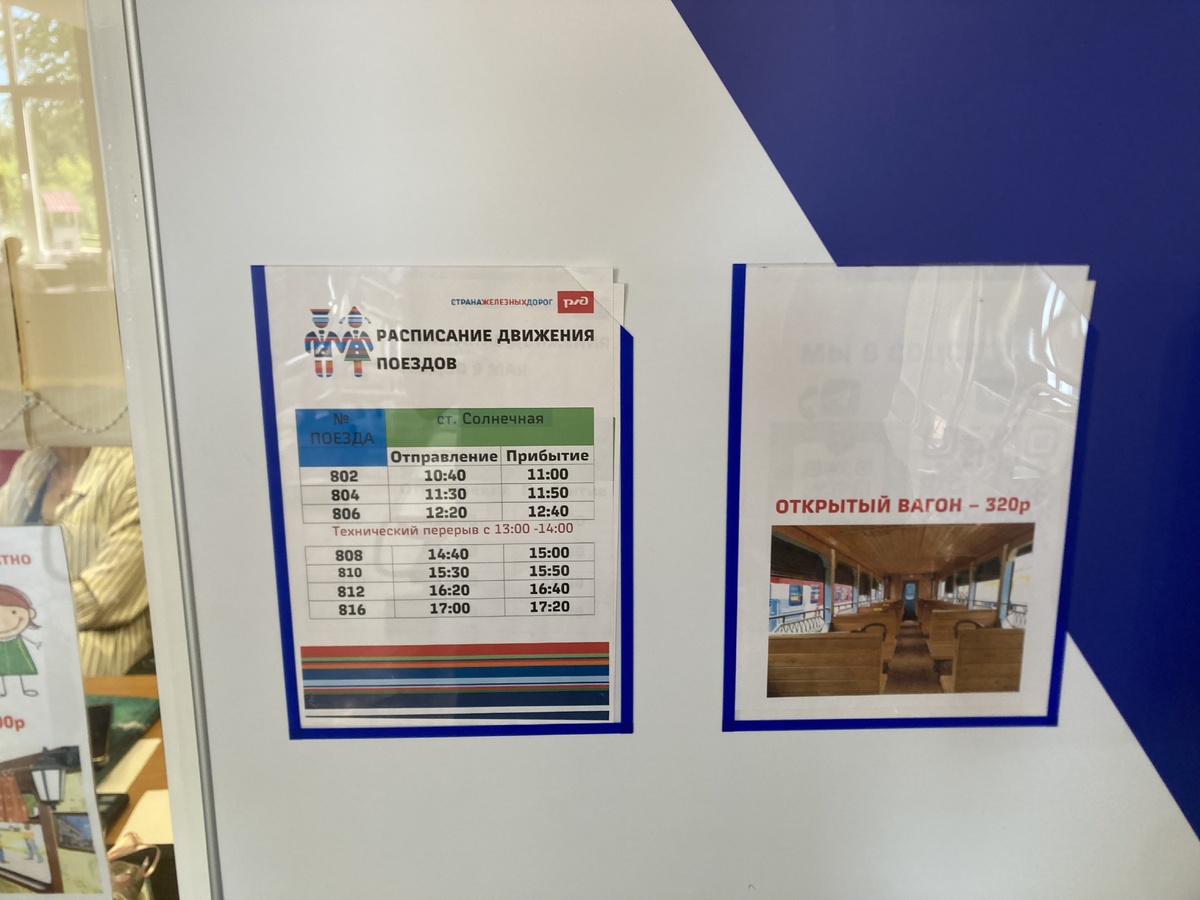 СТРАНАЖЕЛЕЗНЫХДОРОГ РЖД
РАСПИСАНИЕ ДВИЖЕНИЯ
ПОЕЗДОВ
№ ПОЕЗДА ст. Солнечная
Отправление Прибытие
802 10:40 11:00
804 11:30 11:50
806 12:20 12:40
Технический перерыв с 13:00 -14:00
808 14:40 15:00
810 15:30 15:50
812 16:20 16:40
816 17:00 17:20
ОТКРЫТЫЙ ВАГОН – 320р